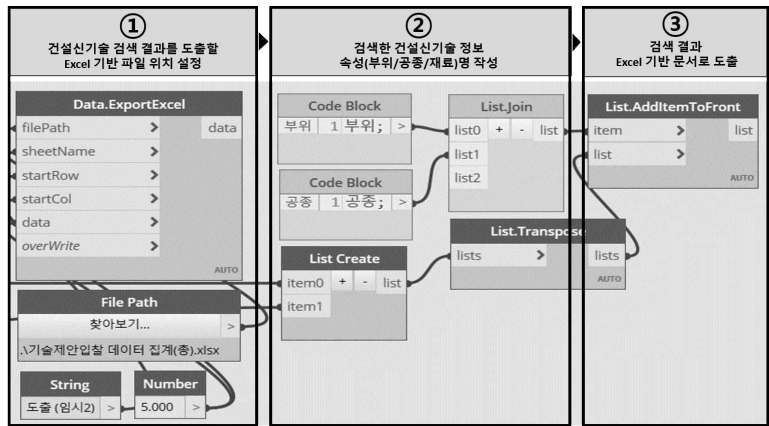 ①
건설신기술 검색 결과를 도출할
Excel 기반 파일 위치 설정
②
검색한 건설신기술 정보
속성(부위/공종/재료)명 작성
③
검색 결과
Excel 기반 문서로 도출
Data.ExportExcel
filePath > data
sheetName >
startRow >
startCol >
data >
overWrite >
AUTO
File Path
찾아보기... >
.\기술제안입찰 데이터 집계(종).xlsx
String
도출 (임시2) >
Number
5.000 >
Code Block
부위 1 부위; >
Code Block
공종 1 공종; >
List Create
item0 + - list
item1
List.Join
list0 + - list
list1
list2
List.Transpose
lists > lists
AUTO
List.AddItemToFront
item > list
list >
AUTO